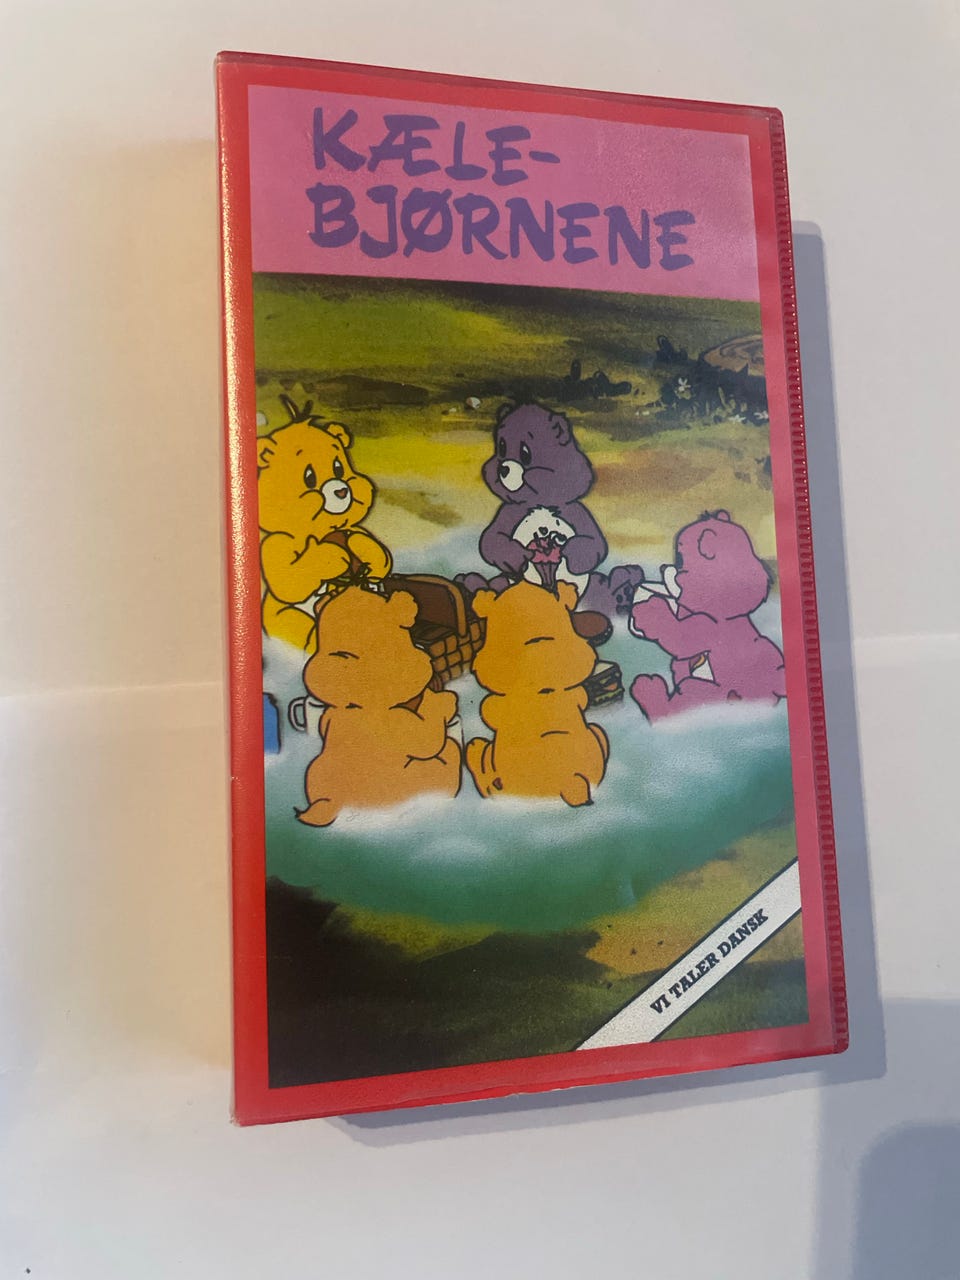 KÆLE-
BJØRNENE
VI TALER DANSK